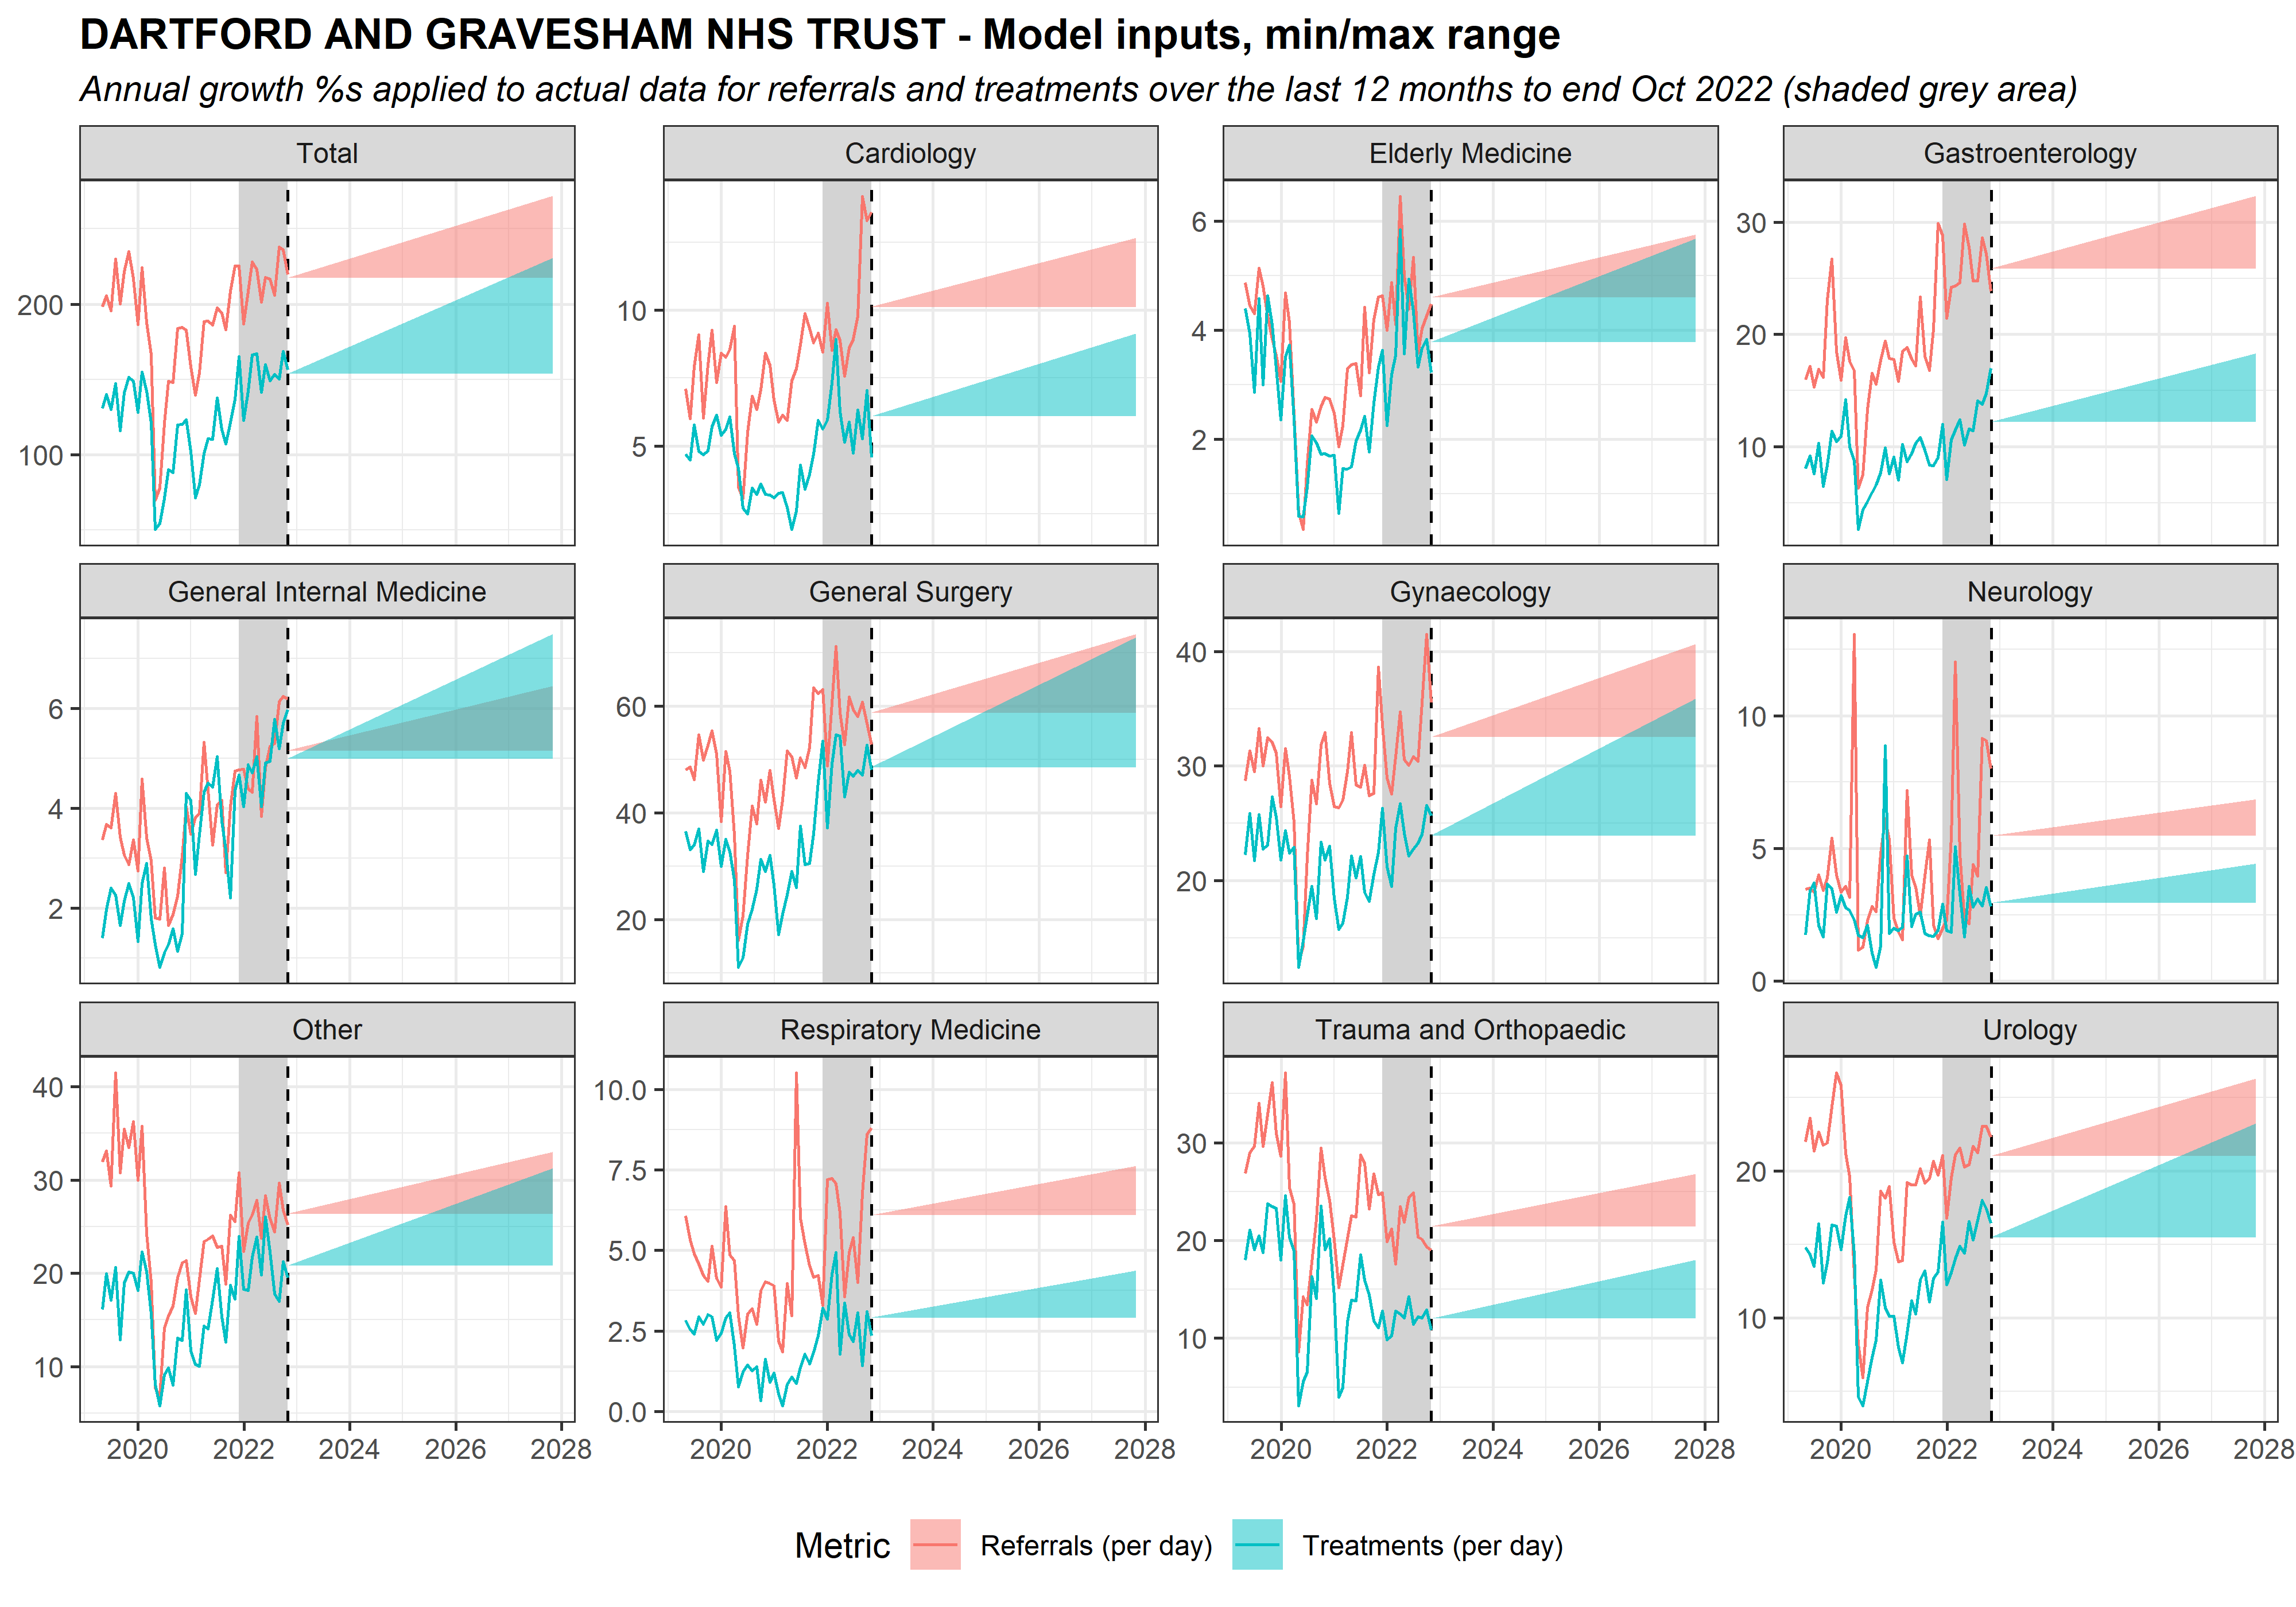 DARTFORD AND GRAVESHAM NHS TRUST - Model inputs, min/max range
Annual growth %s applied to actual data for referrals and treatments over the last 12 months to end Oct 2022 (shaded grey area)
Total
Cardiology
Elderly Medicine
Gastroenterology
200
100
10
5
6
4
2
30
20
10
General Internal Medicine
General Surgery
Gynaecology
Neurology
6
4
2
60
40
20
40
30
20
10
5
0
Other
Respiratory Medicine
Trauma and Orthopaedic
Urology
40
30
20
10
10.0
7.5
5.0
2.5
0.0
30
20
10
20
10
2020 2022 2024 2026 2028
2020 2022 2024 2026 2028
2020 2022 2024 2026 2028
2020 2022 2024 2026 2028
Metric Referrals (per day) Treatments (per day)